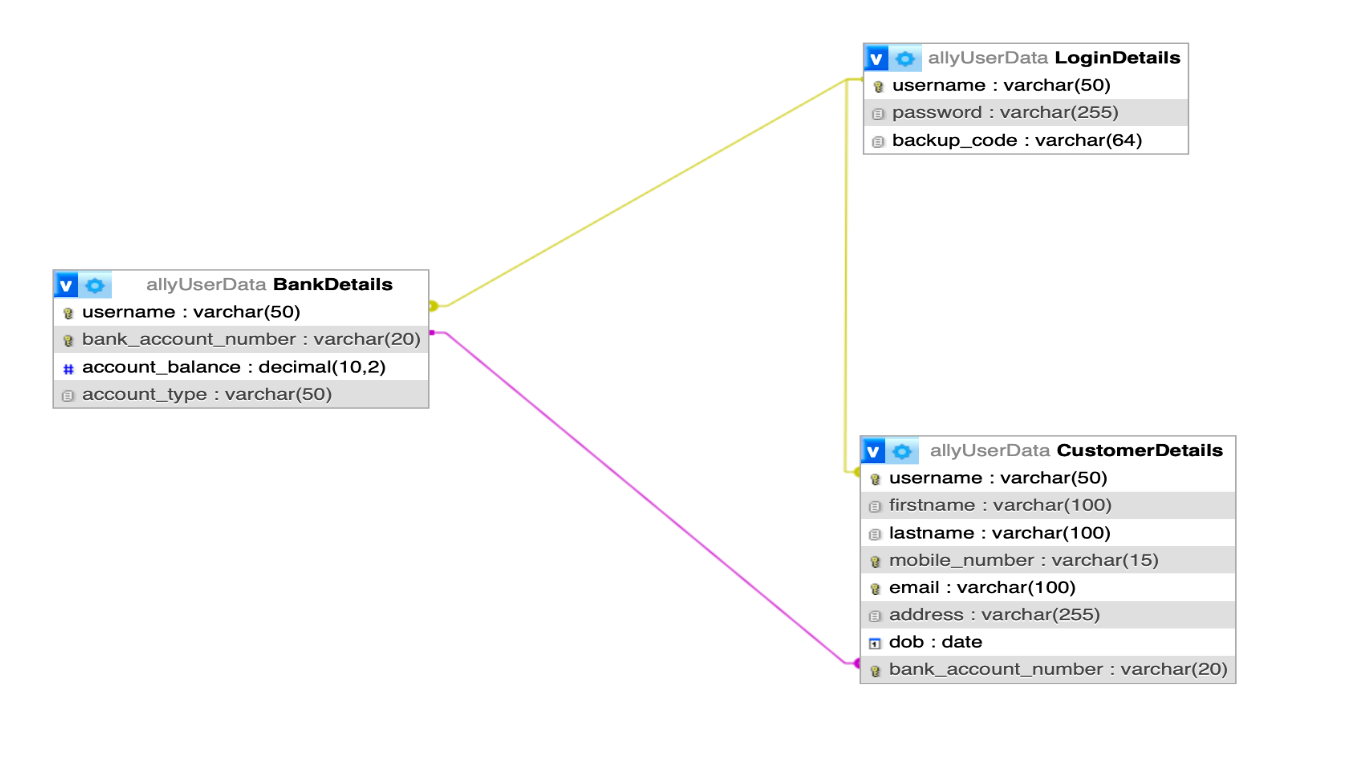 v allyUserData LoginDetails
username : varchar(50)
password : varchar(255)
backup_code : varchar(64)
v allyUserData BankDetails
username : varchar(50)
bank_account_number : varchar(20)
# account_balance : decimal(10,2)
account_type : varchar(50)
v allyUserData CustomerDetails
username : varchar(50)
firstname : varchar(100)
lastname : varchar(100)
mobile_number : varchar(15)
email : varchar(100)
address : varchar(255)
dob : date
bank_account_number : varchar(20)